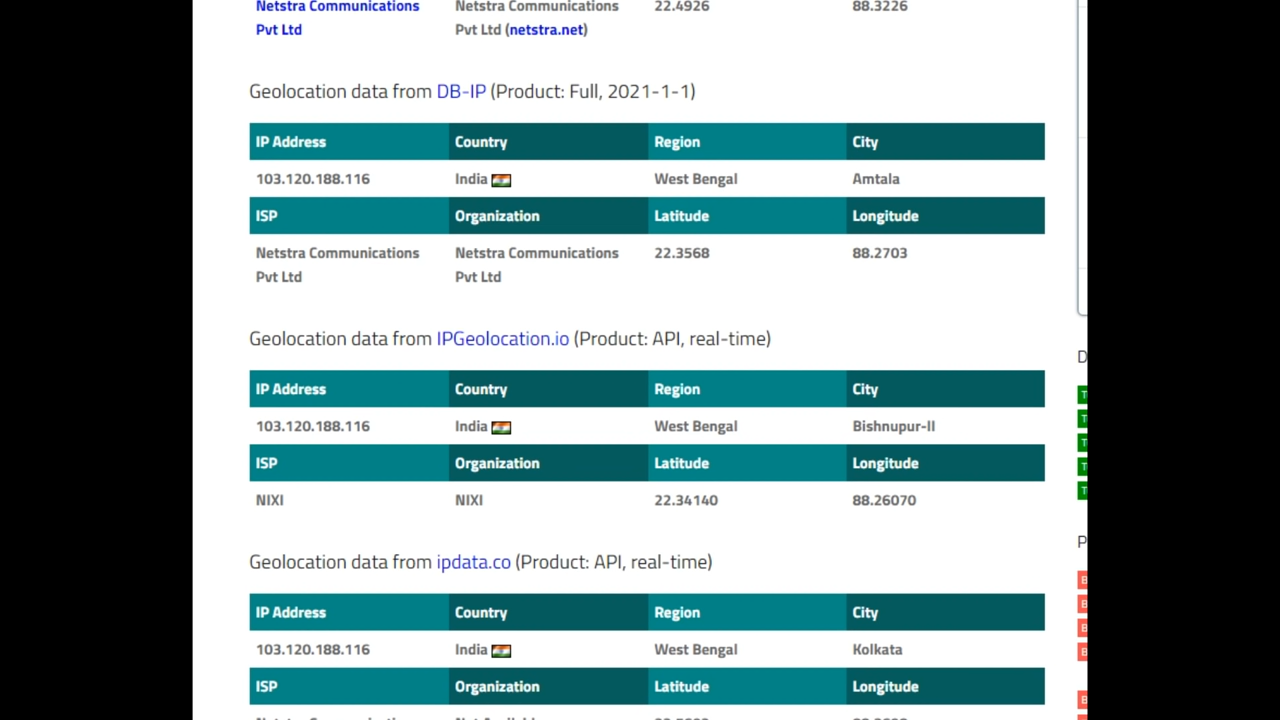 Netstra Communications Netstra Communications 22.4926 88.3226
Pvt Ltd Pvt Ltd (netstra.net)
Geolocation data from DB-IP (Product: Full, 2021-1-1)
IP Address Country Region City
103.120.188.116 India West Bengal Amtala
ISP Organization Latitude Longitude
Netstra Communications Netstra Communications 22.3568 88.2703
Pvt Ltd Pvt Ltd
Geolocation data from IPGeolocation.io (Product: API, real-time)
IP Address Country Region City
103.120.188.116 India West Bengal Bishnupur-II
ISP Organization Latitude Longitude
NIXI NIXI 22.34140 88.26070
Geolocation data from ipdata.co (Product: API, real-time)
IP Address Country Region City
103.120.188.116 India West Bengal Kolkata
ISP Organization Latitude Longitude